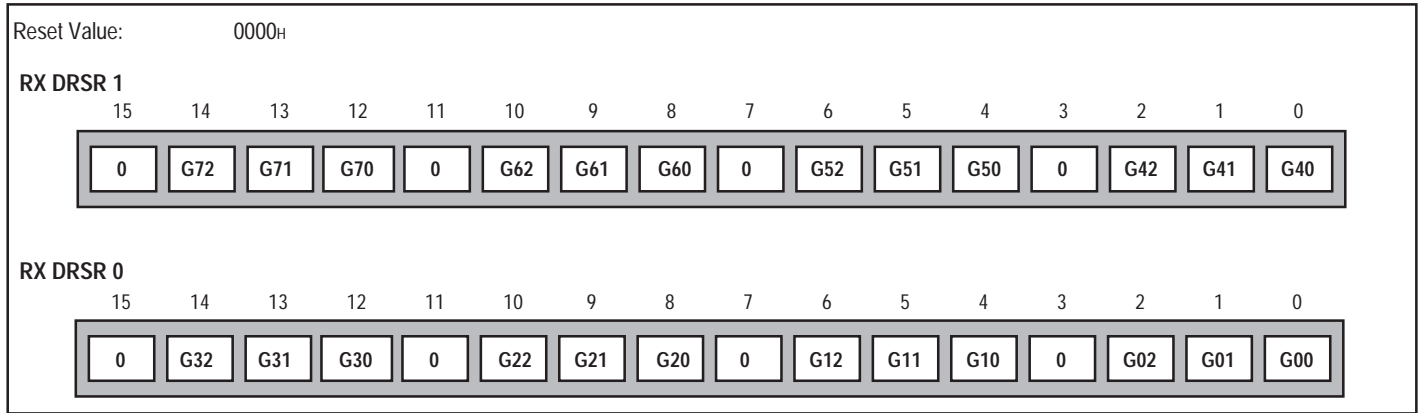 Reset Value: 0000H
RX DRSR 1
15 14 13 12 11 10 9 8 7 6 5 4 3 2 1 0
0 G72 G71 G70 0 G62 G61 G60 0 G52 G51 G50 0 G42 G41 G40
RX DRSR 0
15 14 13 12 11 10 9 8 7 6 5 4 3 2 1 0
0 G32 G31 G30 0 G22 G21 G20 0 G12 G11 G10 0 G02 G01 G00